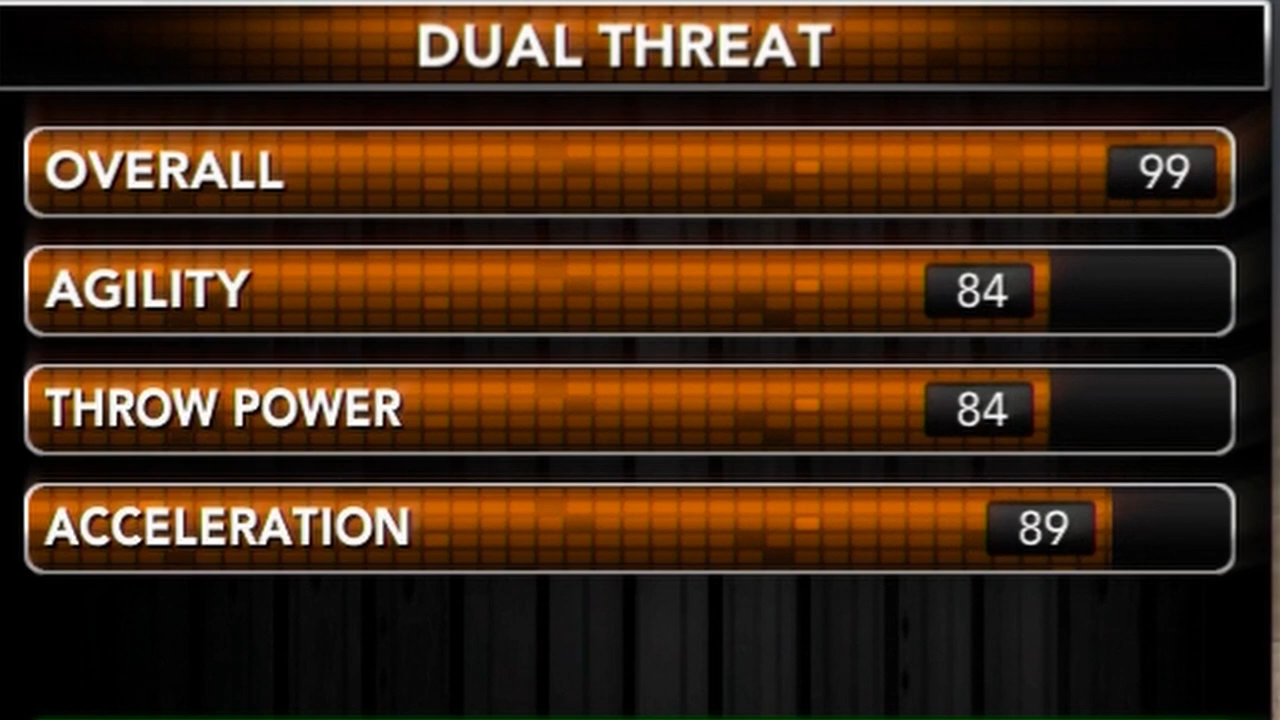 DUAL THREAT
OVERALL 99
AGILITY 84
THROW POWER 84
ACCELERATION 89